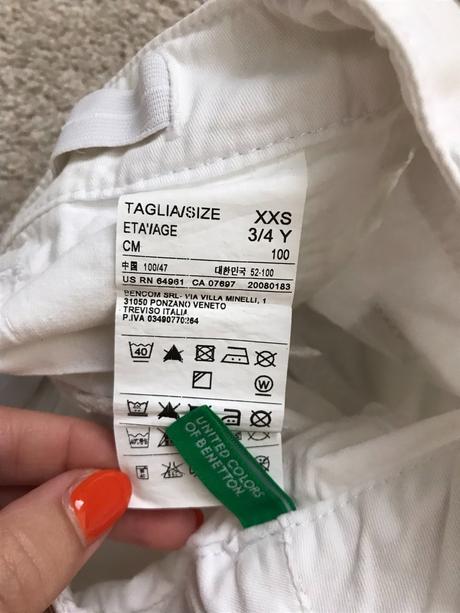 TAGLIA/SIZE XXS
ETA'/AGE 3/4 Y
CM 100
中国 100/47 대한민국 52-100
US RN 64961 CA 07697 20080183
BENCOM SRL- VIA VILLA MINELLI, 1
31050 PONZANO VENETO
TREVISO ITALIA
P.IVA 03490770264
40
W
UNITED COLORS
OF BENETTON.